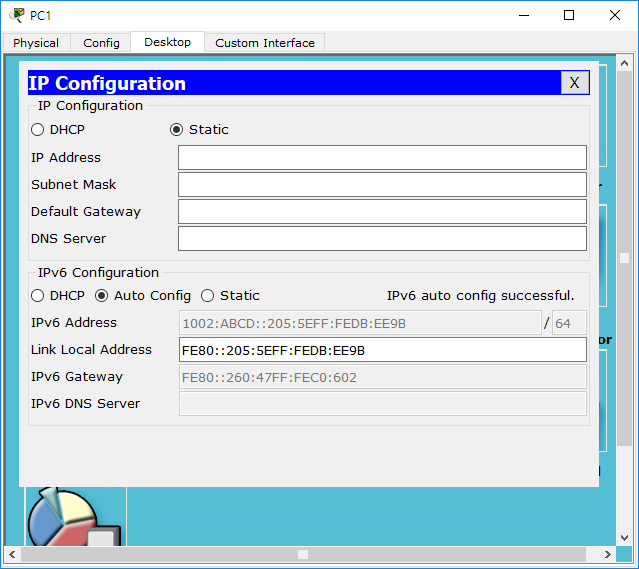 PC1
Physical Config Desktop Custom Interface
IP Configuration X
IP Configuration
DHCP Static
IP Address
Subnet Mask
Default Gateway
DNS Server
IPv6 Configuration
DHCP Auto Config Static IPv6 auto config successful.
IPv6 Address 1002:ABCD::205:5EFF:FEDB:EE9B / 64
Link Local Address FE80::205:5EFF:FEDB:EE9B
IPv6 Gateway FE80::260:47FF:FEC0:602
IPv6 DNS Server
or